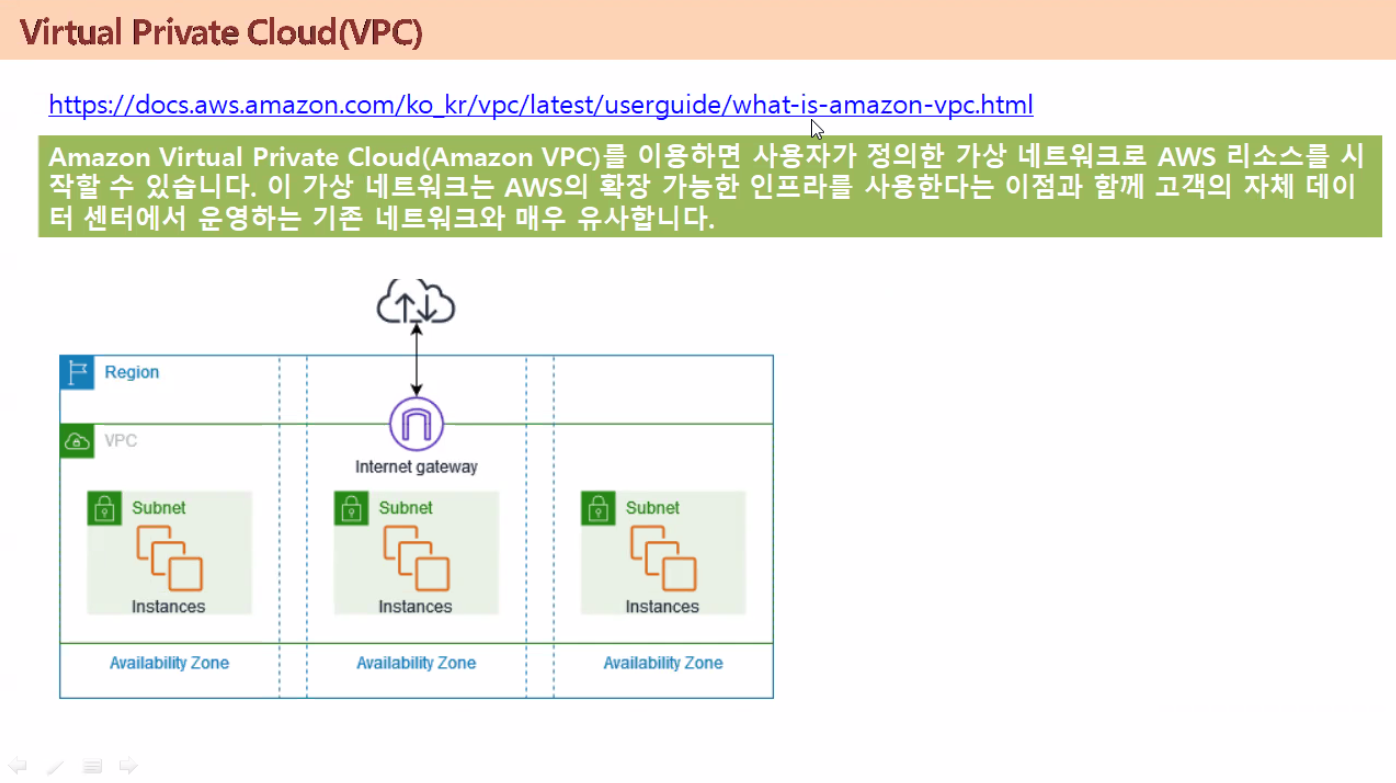 Virtual Private Cloud(VPC)
https://docs.aws.amazon.com/ko_kr/vpc/latest/userguide/what-is-amazon-vpc.html
Amazon Virtual Private Cloud(Amazon VPC)를 이용하면 사용자가 정의한 가상 네트워크로 AWS 리소스를 시
작할 수 있습니다. 이 가상 네트워크는 AWS의 확장 가능한 인프라를 사용한다는 이점과 함께 고객의 자체 데이
터 센터에서 운영하는 기존 네트워크와 매우 유사합니다.
Region
VPC
Internet gateway
Subnet Subnet Subnet
Instances Instances Instances
Availability Zone Availability Zone Availability Zone